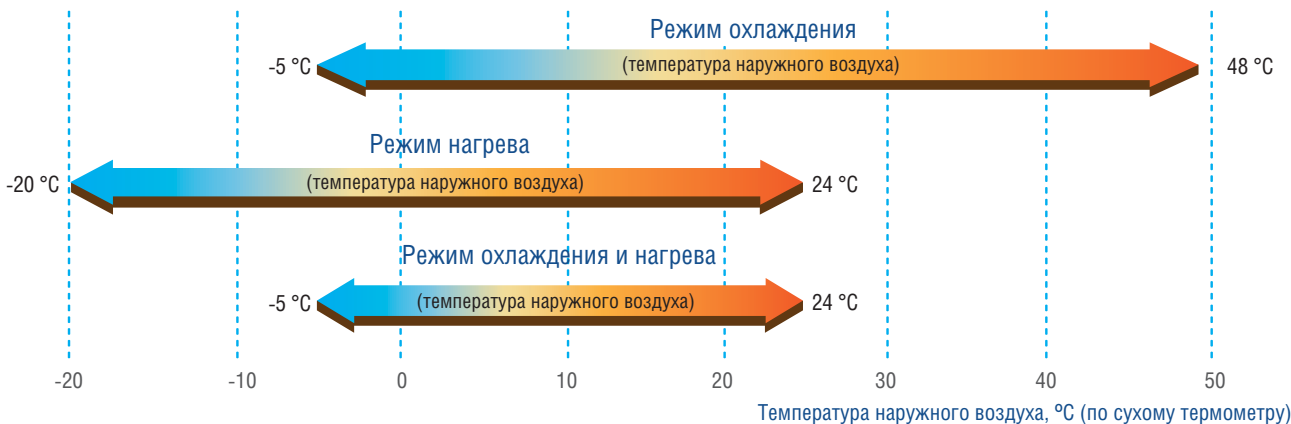 Режим охлаждения
-5 °C
(температура наружного воздуха)
48 °C
Режим нагрева
-20 °C
(температура наружного воздуха)
24 °C
Режим охлаждения и нагрева
-5 °C
(температура наружного воздуха)
24 °C
-20 -10 0 10 20 30 40 50
Температура наружного воздуха, ºC (по сухому термометру)